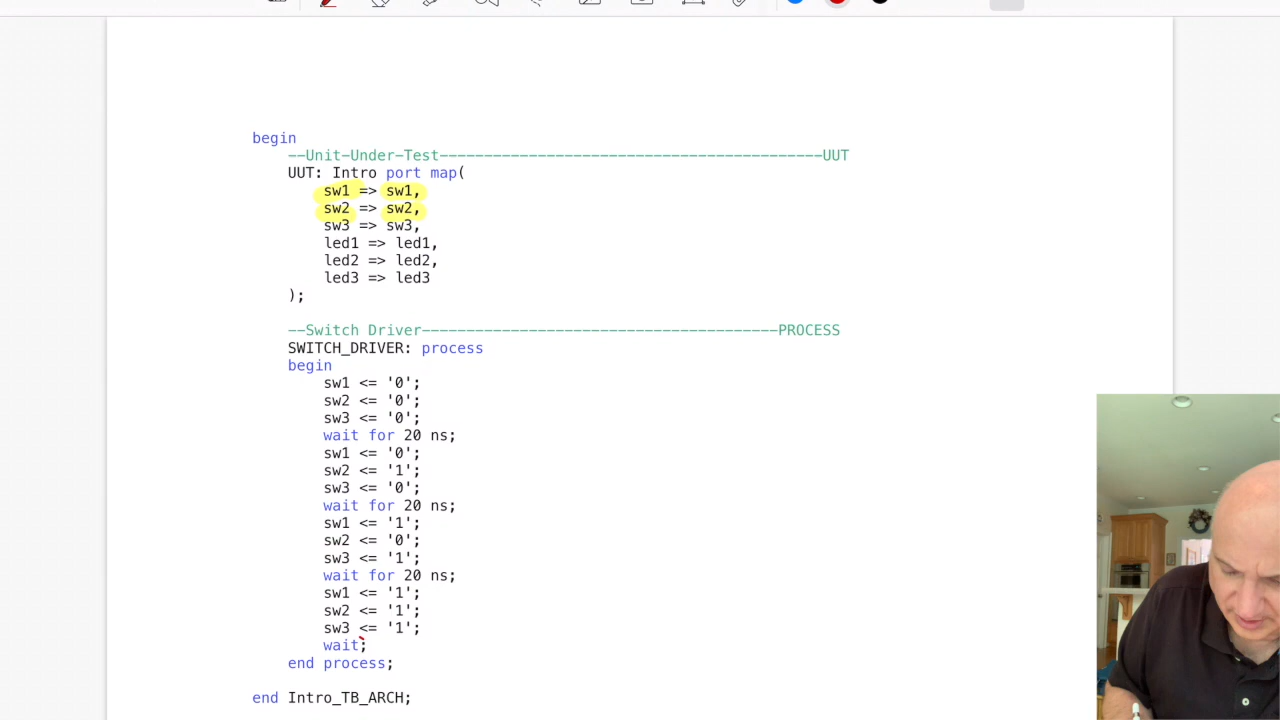 begin
--Unit-Under-Test-------------------------------------------UUT
UUT: Intro port map(
sw1 => sw1,
sw2 => sw2,
sw3 => sw3,
led1 => led1,
led2 => led2,
led3 => led3
);
--Switch Driver----------------------------------------PROCESS
SWITCH_DRIVER: process
begin
sw1 <= '0';
sw2 <= '0';
sw3 <= '0';
wait for 20 ns;
sw1 <= '0';
sw2 <= '1';
sw3 <= '0';
wait for 20 ns;
sw1 <= '1';
sw2 <= '0';
sw3 <= '1';
wait for 20 ns;
sw1 <= '1';
sw2 <= '1';
sw3 <= '1';
wait;
end process;
end Intro_TB_ARCH;